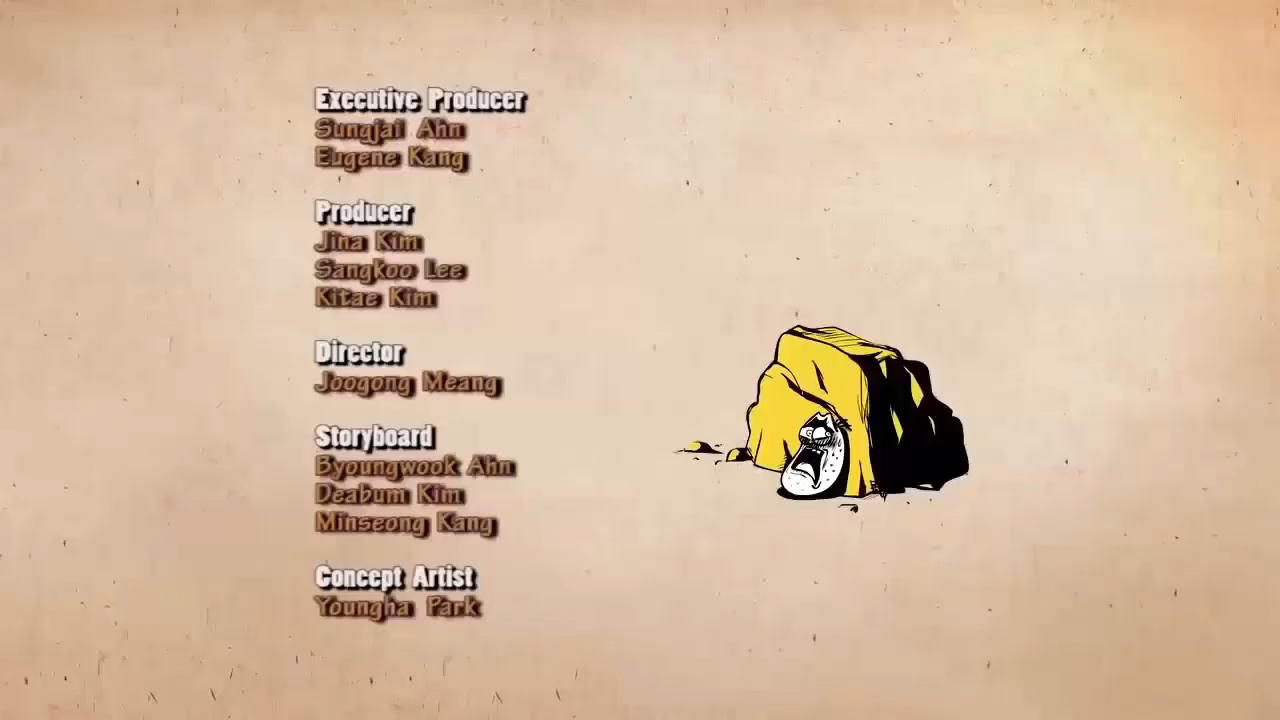 Executive Producer
Sungjai Ahn
Eugene Kang
Producer
Jina Kim
Sangkoo Lee
Kitae Kim
Director
Joogong Meang
Storyboard
Byoungwook Ahn
Deabum Kim
Minseong Kang
Concept Artist
Youngha Park